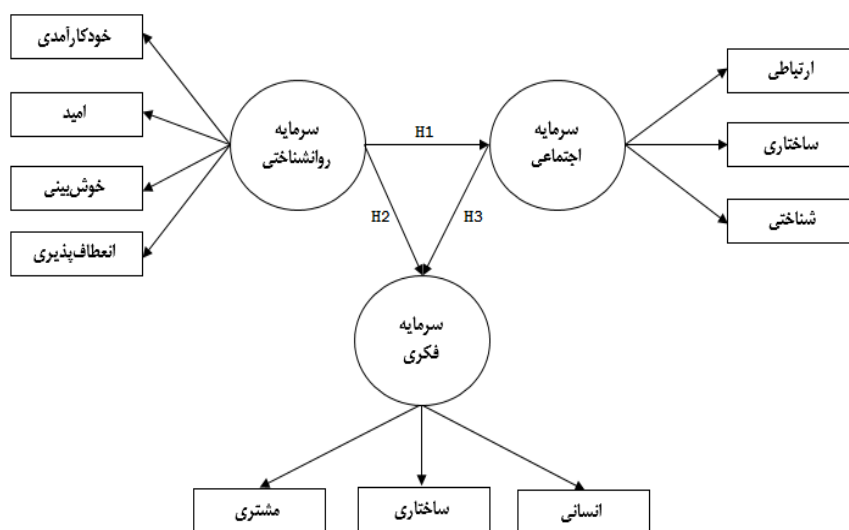 خودکارآمدی
امید
خوش‌بینی
انعطاف‌پذیری
سرمایه
روانشناختی
H1
H2
H3
سرمایه
اجتماعی
ارتباطی
ساختاری
شناختی
سرمایه
فکری
مشتری
ساختاری
انسانی